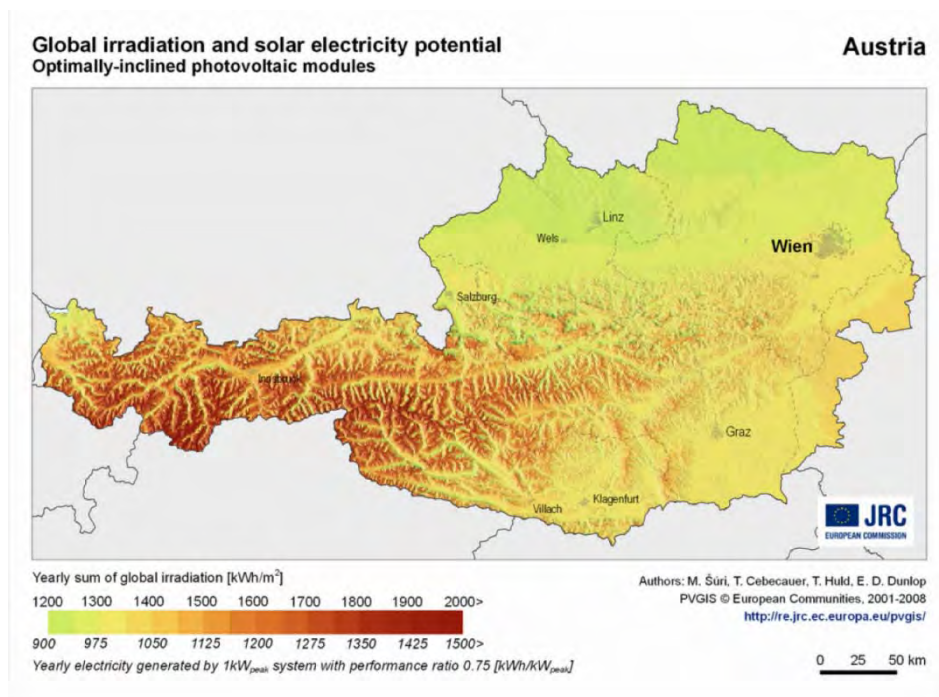 Global irradiation and solar electricity potential
Optimally-inclined photovoltaic modules
Austria
Linz
Wels
Wien
Salzburg
Innsbruck
Graz
Klagenfurt
Villach
JRC
EUROPEAN COMMISSION
Yearly sum of global irradiation [kWh/m²]
1200 1300 1400 1500 1600 1700 1800 1900 2000>
900 975 1050 1125 1200 1275 1350 1425 1500>
Yearly electricity generated by 1kWpeak system with performance ratio 0.75 [kWh/kWpeak]
Authors: M. Šúri, T. Cebecauer, T. Huld, E. D. Dunlop
PVGIS © European Communities, 2001-2008
http://re.jrc.ec.europa.eu/pvgis/
0 25 50 km